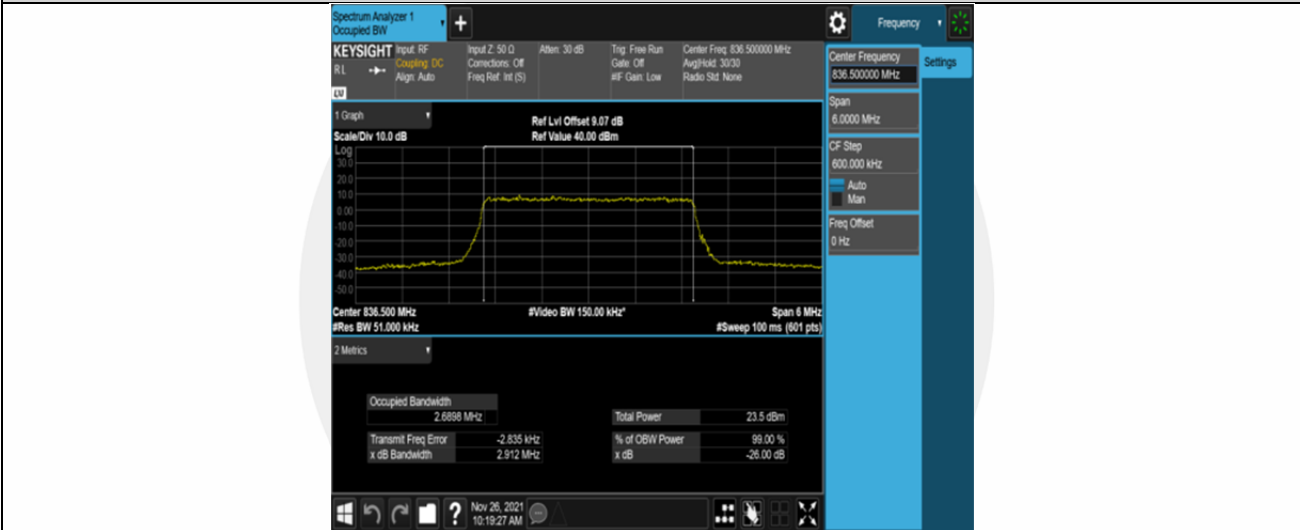 Spectrum Analyzer 1
Occupied BW
+
Frequency
KEYSIGHT
R L
LXI
Input: RF
Coupling: DC
Align: Auto
Input Z: 50 Ω
Corrections: Off
Freq Ref: Int (S)
Atten: 30 dB
Trig: Free Run
Gate: Off
#IF Gain: Low
Center Freq: 836.500000 MHz
Avg|Hold: 30/30
Radio Std: None
Center Frequency
836.500000 MHz
Settings
Span
6.0000 MHz
CF Step
600.000 kHz
Auto
Man
Freq Offset
0 Hz
1 Graph
Scale/Div 10.0 dB
Ref Lvl Offset 9.07 dB
Ref Value 40.00 dBm
Log
30.0
20.0
10.0
0.00
-10.0
-20.0
-30.0
-40.0
-50.0
Center 836.500 MHz
#Video BW 150.00 kHz*
Span 6 MHz
#Res BW 51.000 kHz
#Sweep 100 ms (601 pts)
2 Metrics
Occupied Bandwidth
2.6898 MHz
Total Power 23.5 dBm
Transmit Freq Error -2.835 kHz
% of OBW Power 99.00 %
x dB Bandwidth 2.912 MHz
x dB -26.00 dB
?
Nov 26, 2021
10:19:27 AM